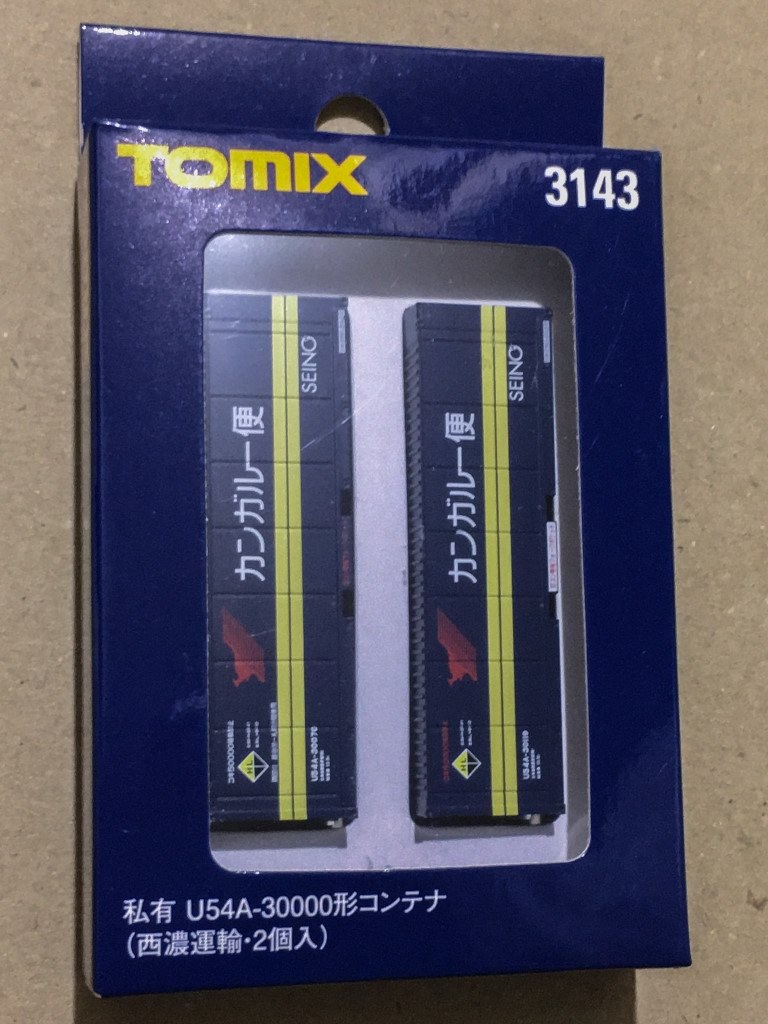 TOMIX
3143
SEINO
カンガルー便
U54A-30070
SEINO
カンガルー便
U54A-30110
私有 U54A-30000形コンテナ
(西濃運輸・2個入)